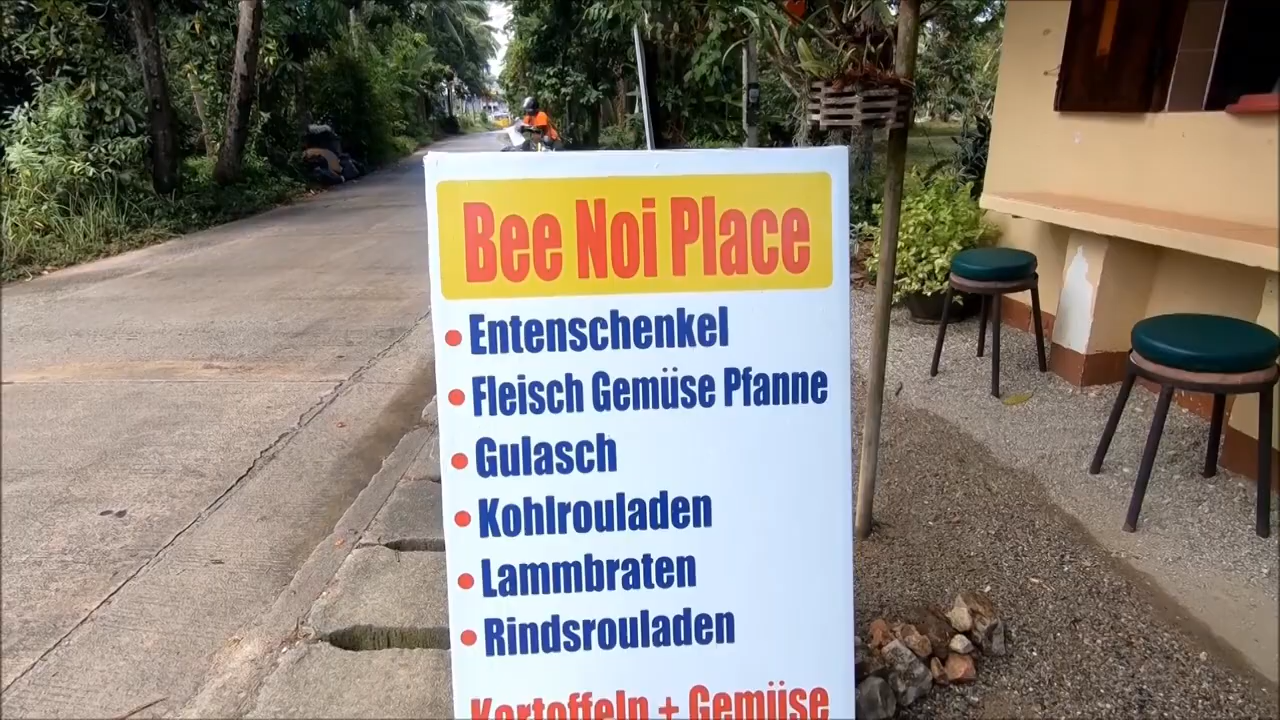 Bee Noi Place
• Entenschenkel
• Fleisch Gemüse Pfanne
• Gulasch
• Kohlrouladen
• Lammbraten
• Rindsrouladen
Kartoffeln + Gemüse